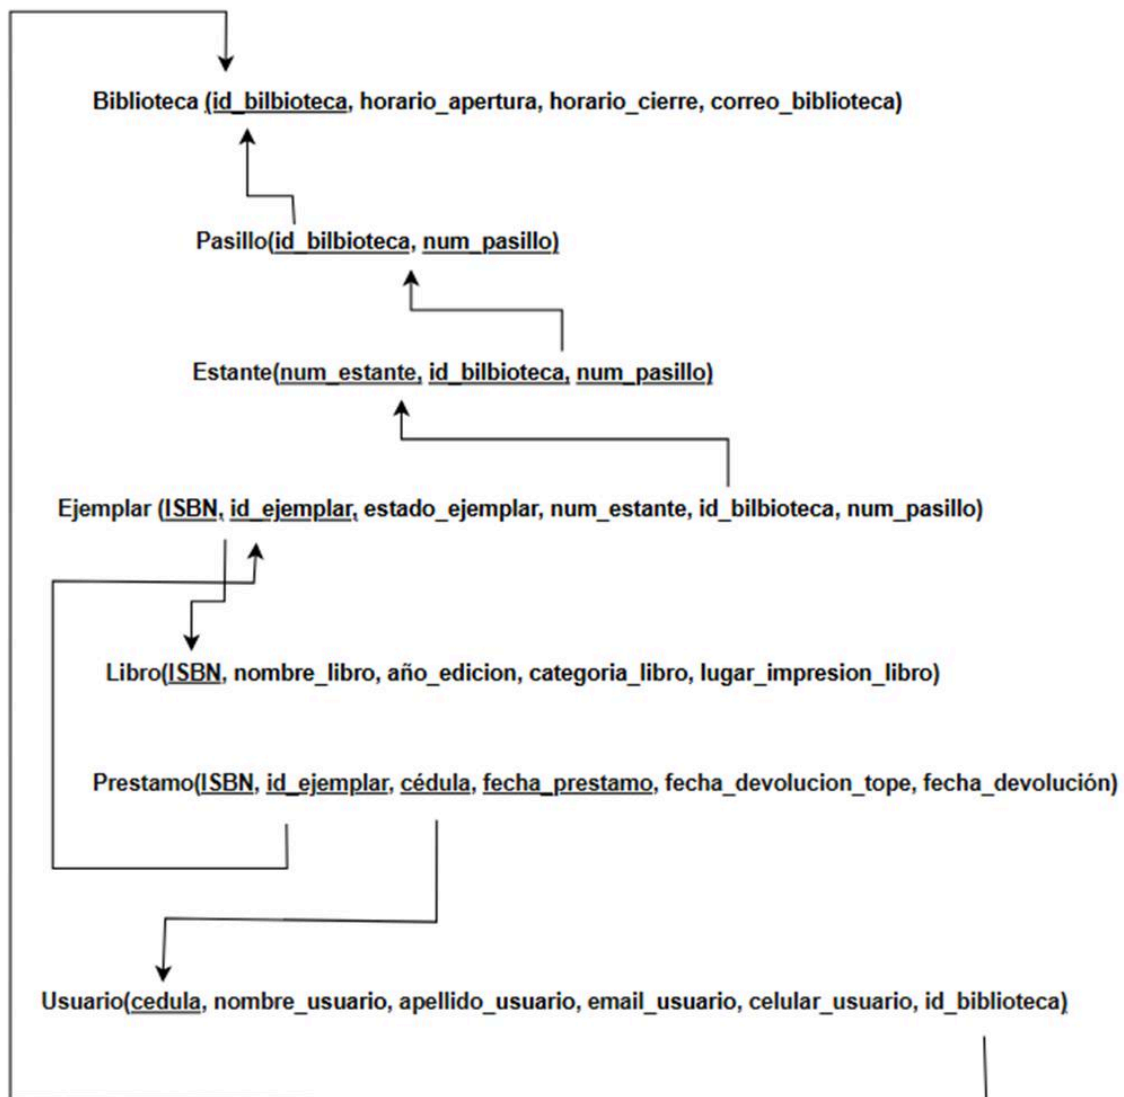 Biblioteca (id_bilbioteca, horario_apertura, horario_cierre, correo_biblioteca)
Pasillo(id_bilbioteca, num_pasillo)
Estante(num_estante, id_bilbioteca, num_pasillo)
Ejemplar (ISBN, id_ejemplar, estado_ejemplar, num_estante, id_bilbioteca, num_pasillo)
Libro(ISBN, nombre_libro, año_edicion, categoria_libro, lugar_impresion_libro)
Prestamo(ISBN, id_ejemplar, cédula, fecha_prestamo, fecha_devolucion_tope, fecha_devolución)
Usuario(cedula, nombre_usuario, apellido_usuario, email_usuario, celular_usuario, id_biblioteca)